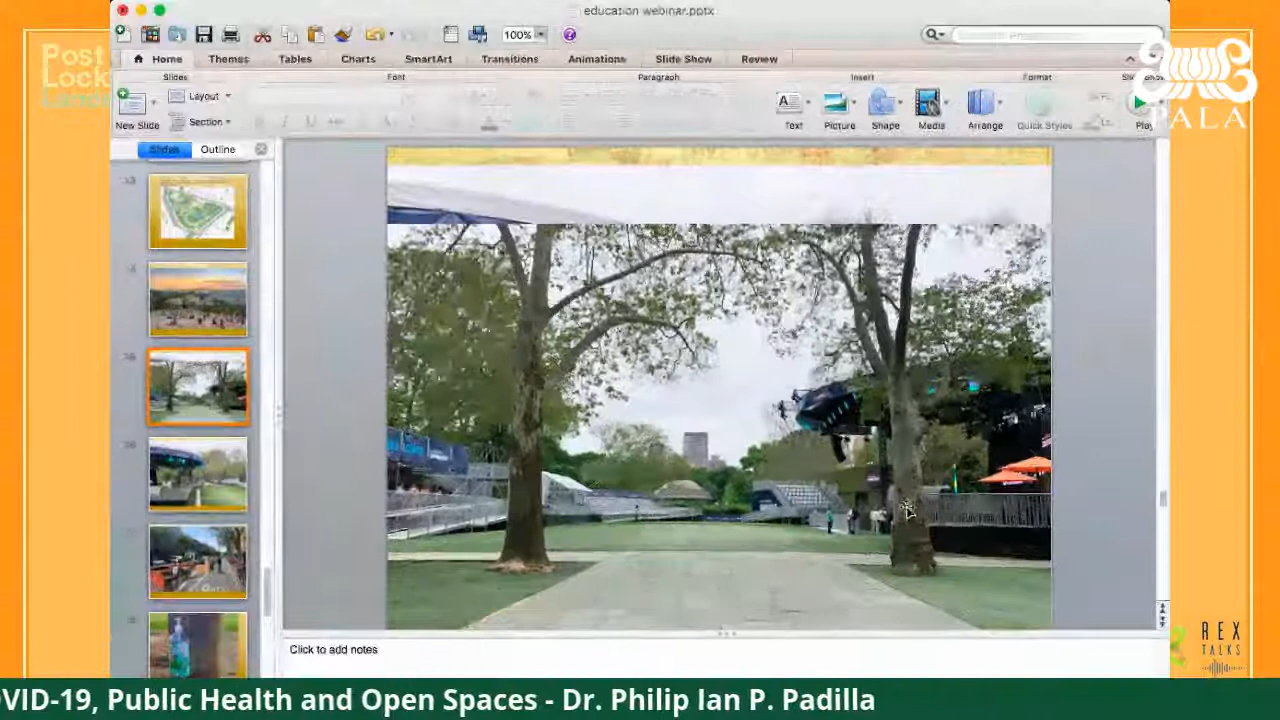 education webinar.pptx
Post
Lock
100%
Home Themes Tables Charts SmartArt Transitions Animations Slide Show Review
Slides Font Paragraph Insert Format
Layout
New Slide Section Text Picture Shape Media Arrange Quick Styles Play
PALA
Slides Outline
Click to add notes
REX
TALKS
OVID-19, Public Health and Open Spaces - Dr. Philip Ian P. Padilla